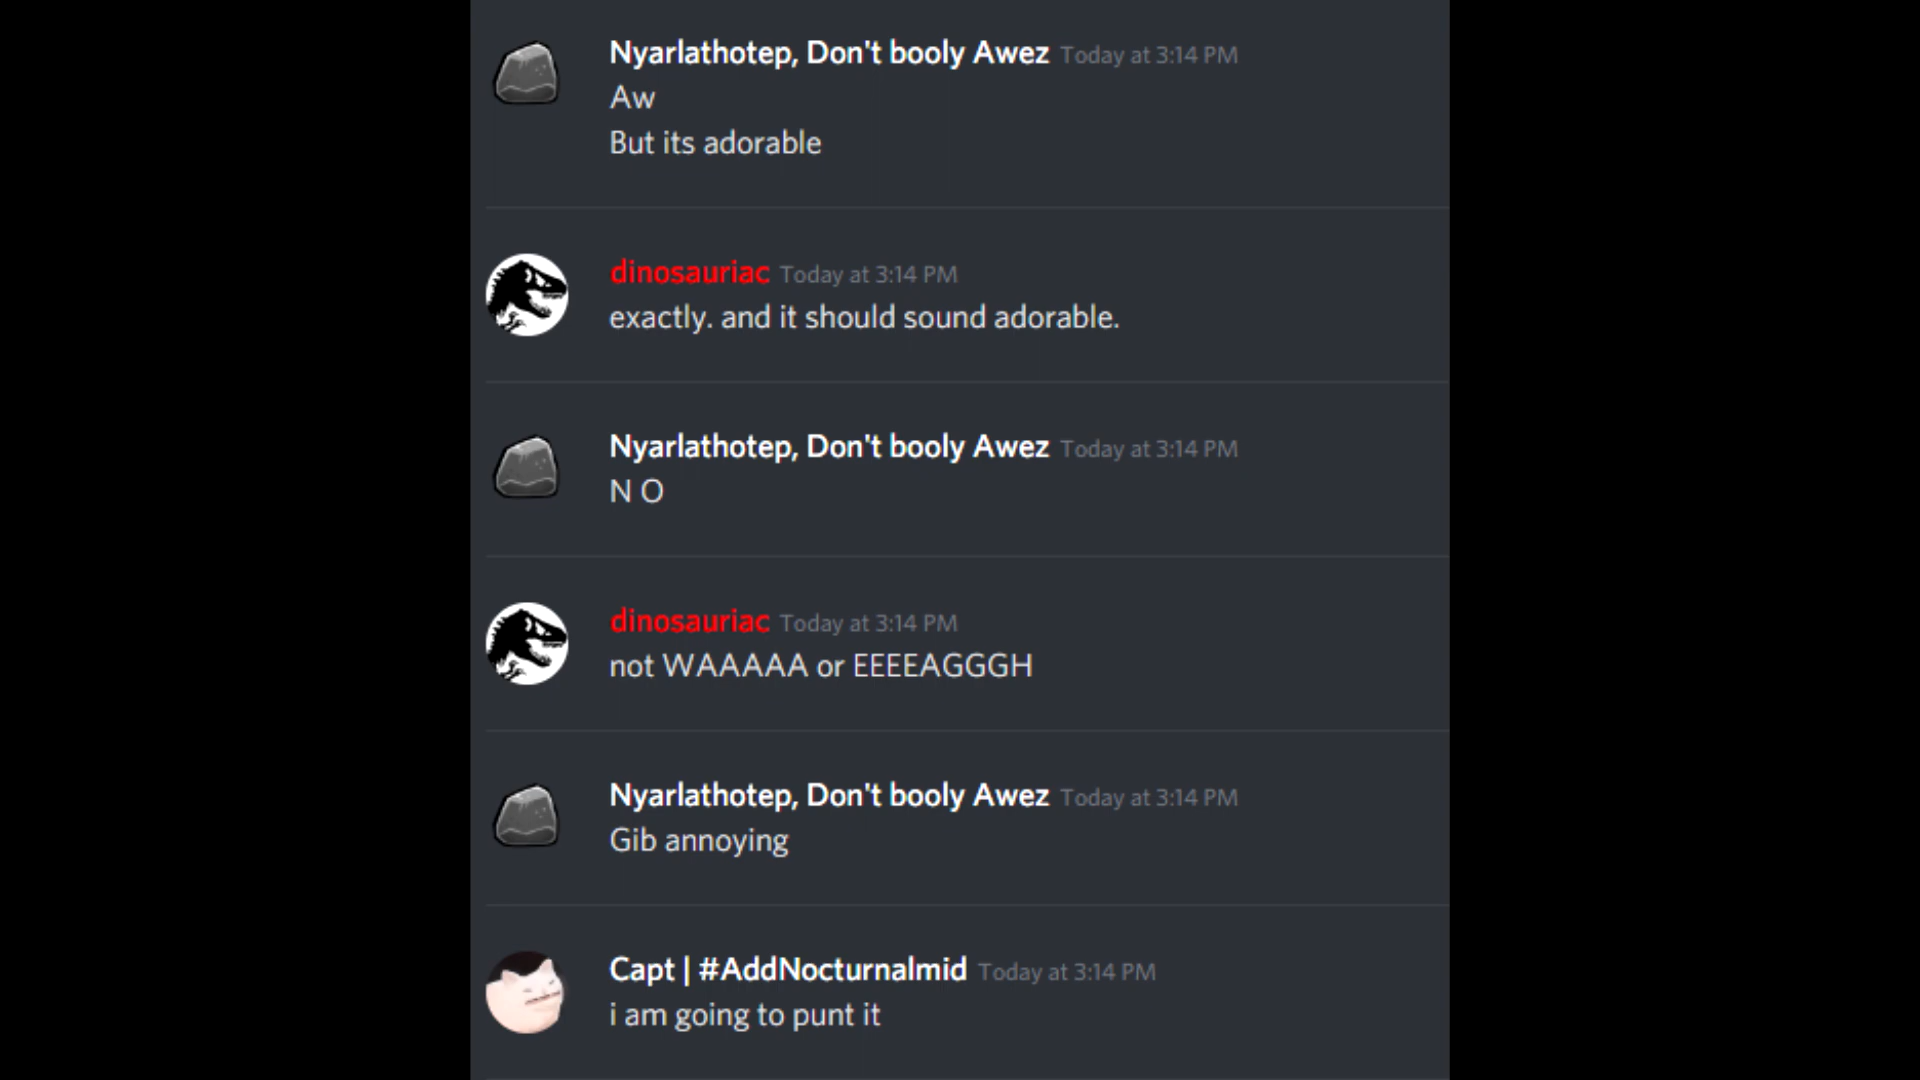 Nyarlathotep, Don't booly Awez Today at 3:14 PM
Aw
But its adorable
dinosauriac Today at 3:14 PM
exactly. and it should sound adorable.
Nyarlathotep, Don't booly Awez Today at 3:14 PM
N O
dinosauriac Today at 3:14 PM
not WAAAAA or EEEEAGGGH
Nyarlathotep, Don't booly Awez Today at 3:14 PM
Gib annoying
Capt | #AddNocturnalmid Today at 3:14 PM
i am going to punt it